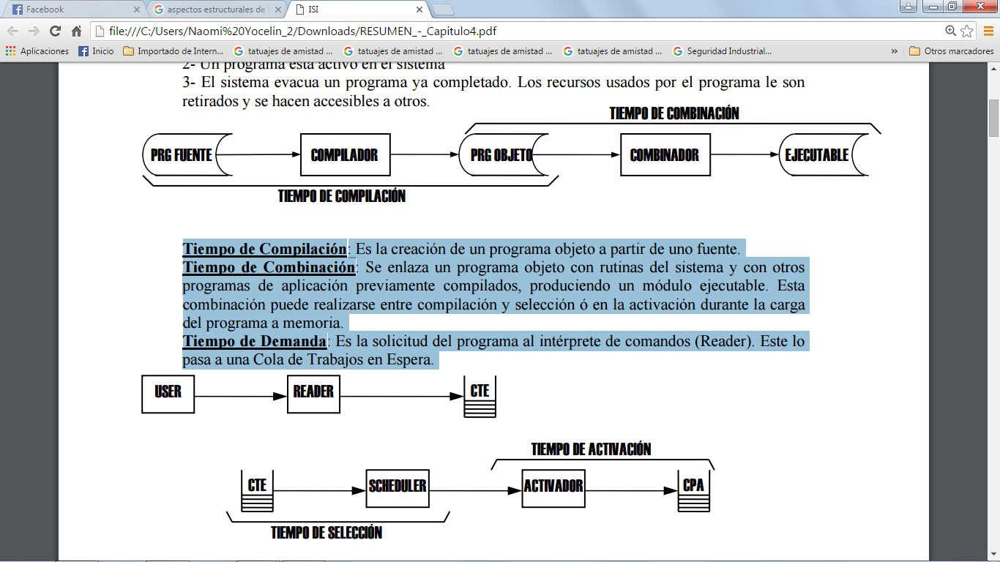 Facebook
aspectos estructurales de l
ISI
file:///C:/Users/Naomi%20Yocelin_2/Downloads/RESUMEN_-_Capitulo4.pdf
Aplicaciones Inicio Importado de Intern... tatuajes de amistad ... tatuajes de amistad ... tatuajes de amistad ... tatuajes de amistad ... Seguridad Industrial... » Otros marcadores
2- Un programa esta activo en el sistema
3- El sistema evacua un programa ya completado. Los recursos usados por el programa le son
retirados y se hacen accesibles a otros.
TIEMPO DE COMBINACIÓN
PRG FUENTE COMPILADOR PRG OBJETO COMBINADOR EJECUTABLE
TIEMPO DE COMPILACIÓN
Tiempo de Compilación: Es la creación de un programa objeto a partir de uno fuente.
Tiempo de Combinación: Se enlaza un programa objeto con rutinas del sistema y con otros
programas de aplicación previamente compilados, produciendo un módulo ejecutable. Esta
combinación puede realizarse entre compilación y selección ó en la activación durante la carga
del programa a memoria.
Tiempo de Demanda: Es la solicitud del programa al intérprete de comandos (Reader). Este lo
pasa a una Cola de Trabajos en Espera.
USER READER CTE
TIEMPO DE ACTIVACIÓN
CTE SCHEDULER ACTIVADOR CPA
TIEMPO DE SELECCIÓN